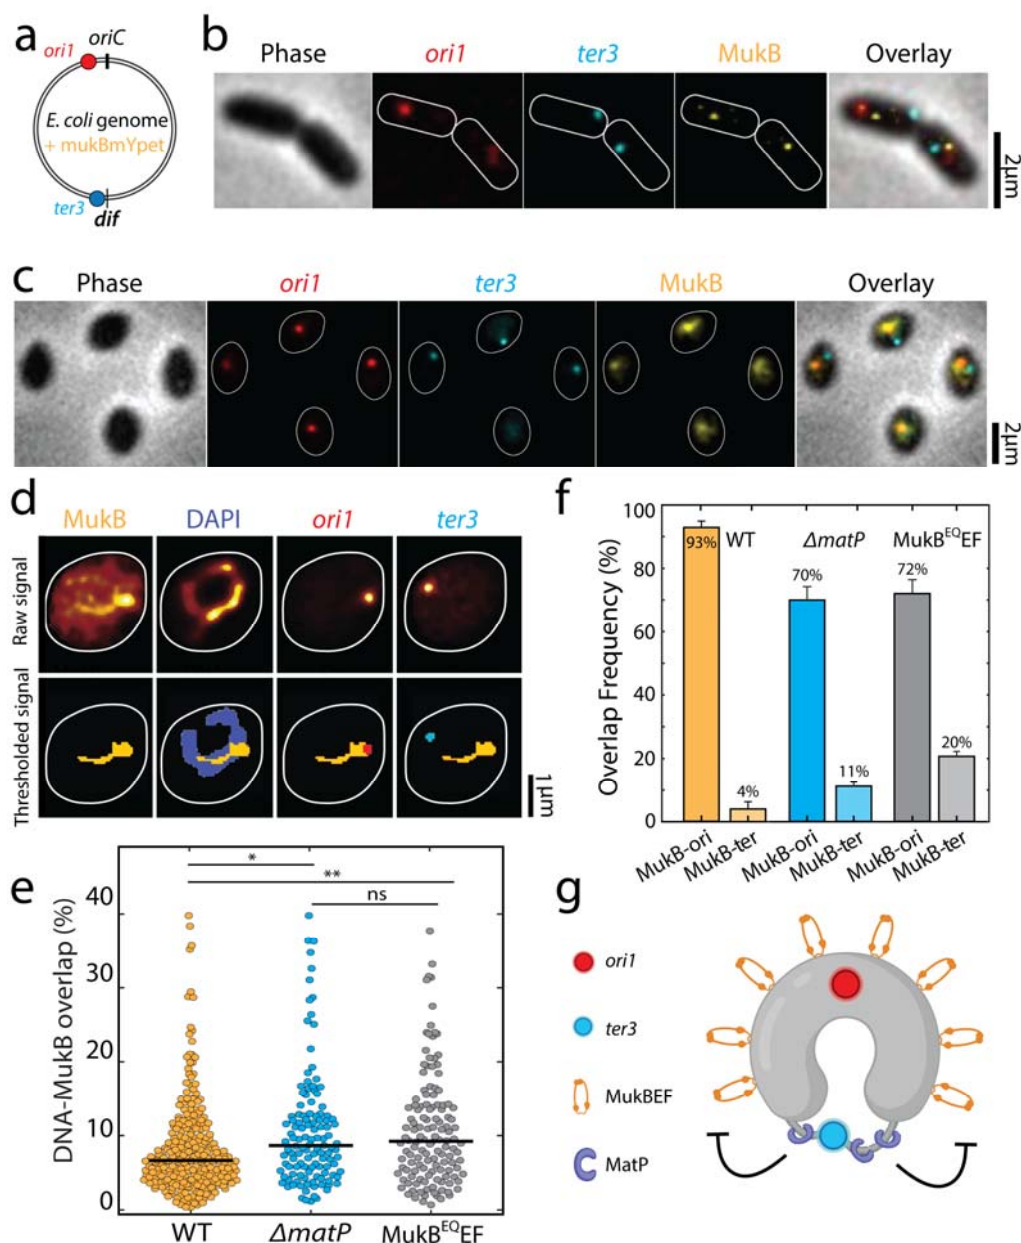 a
ori1 oriC
E. coli genome
+ mukBmYpet
ter3 dif
b
Phase ori1 ter3 MukB Overlay
2μm
c
Phase ori1 ter3 MukB Overlay
2μm
d
MukB DAPI ori1 ter3
Raw signal
Thresholded signal
1μm
e
DNA-MukB overlap (%)
40
30
20
10
0
*
**
ns
WT ΔmatP MukBEQEF
f
Overlap Frequency (%)
100
80
60
40
20
0
WT ΔmatP MukBEQEF
93% 4% 70% 11% 72% 20%
MukB-ori MukB-ter MukB-ori MukB-ter MukB-ori MukB-ter
g
ori1
ter3
MukBEF
MatP